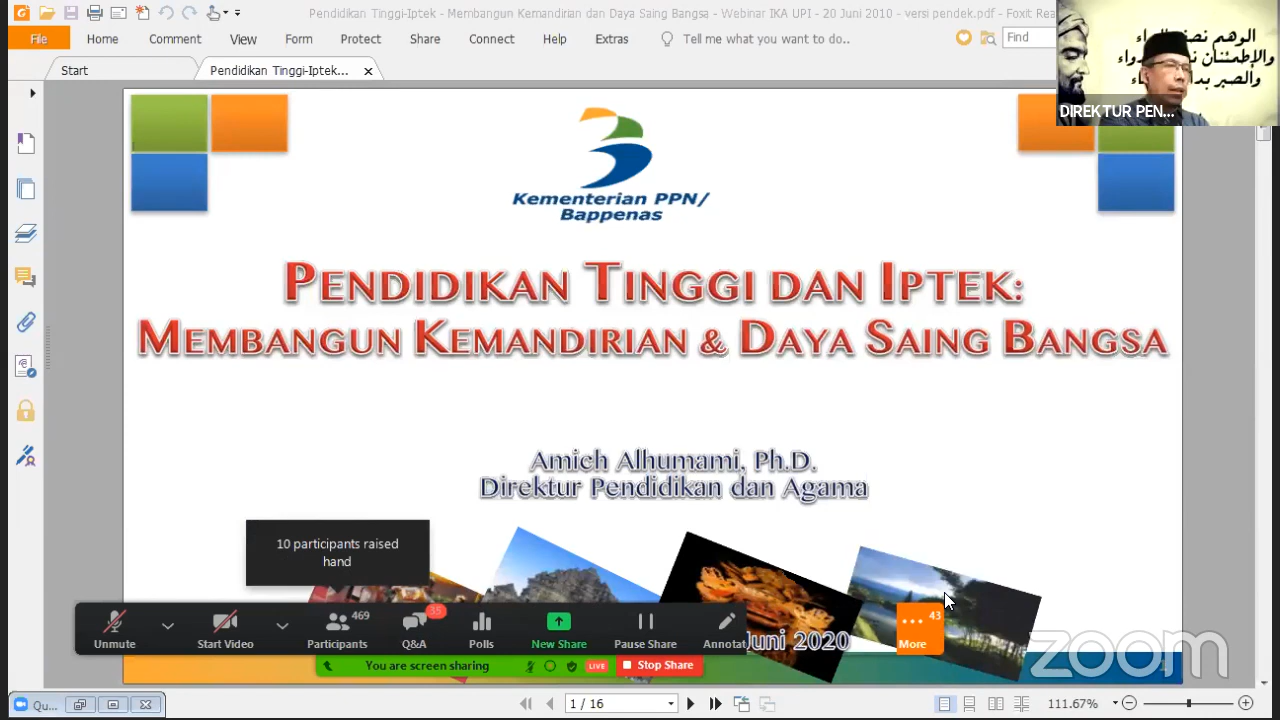 Pendidikan Tinggi-Iptek - Membangun Kemandirian dan Daya Saing Bangsa - Webinar IKA UPI - 20 Juni 2010 - versi pendek.pdf - Foxit Rea
File Home Comment View Form Protect Share Connect Help Extras Tell me what you want to do.. Find
Start Pendidikan Tinggi-Iptek...
DIREKTUR PEN...
Kementerian PPN/
Bappenas
PENDIDIKAN TINGGI DAN IPTEK:
MEMBANGUN KEMANDIRIAN & DAYA SAING BANGSA
Amich Alhumami, Ph.D.
Direktur Pendidikan dan Agama
10 participants raised
hand
469 35 43
Unmute Start Video Participants Q&A Polls New Share Pause Share Annotat More
Juni 2020
zoom
You are screen sharing LIVE Stop Share
Qu... 1 / 16 111.67%